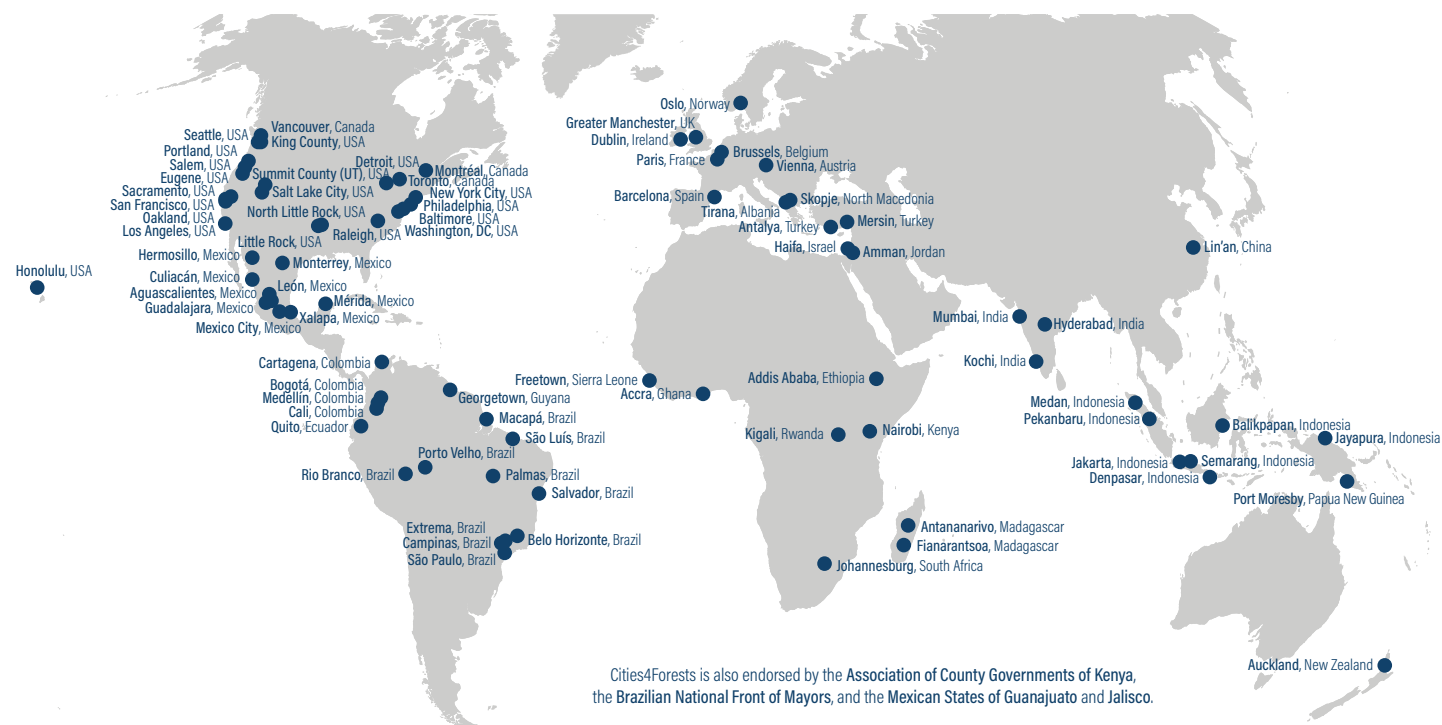 Oslo, Norway
Greater Manchester, UK
Dublin, Ireland
Paris, France
Brussels, Belgium
Vienna, Austria
Barcelona, Spain
Skopje, North Macedonia
Tirana, Albania
Antalya, Turkey
Mersin, Turkey
Haifa, Israel
Amman, Jordan
Lin'an, China
Vancouver, Canada
Seattle, USA
King County, USA
Portland, USA
Salem, USA
Eugene, USA
Summit County (UT), USA
Detroit, USA
Montréal, Canada
Toronto, Canada
Sacramento, USA
Salt Lake City, USA
New York City, USA
San Francisco, USA
Philadelphia, USA
Oakland, USA
North Little Rock, USA
Baltimore, USA
Los Angeles, USA
Raleigh, USA
Washington, DC, USA
Little Rock, USA
Hermosillo, Mexico
Monterrey, Mexico
Honolulu, USA
Culiacán, Mexico
León, Mexico
Aguascalientes, Mexico
Mérida, Mexico
Guadalajara, Mexico
Xalapa, Mexico
Mexico City, Mexico
Mumbai, India
Hyderabad, India
Kochi, India
Cartagena, Colombia
Bogotá, Colombia
Medellín, Colombia
Cali, Colombia
Quito, Ecuador
Georgetown, Guyana
Macapá, Brazil
São Luís, Brazil
Porto Velho, Brazil
Rio Branco, Brazil
Palmas, Brazil
Salvador, Brazil
Extrema, Brazil
Campinas, Brazil
Belo Horizonte, Brazil
São Paulo, Brazil
Freetown, Sierra Leone
Accra, Ghana
Addis Ababa, Ethiopia
Kigali, Rwanda
Nairobi, Kenya
Antananarivo, Madagascar
Fianarantsoa, Madagascar
Johannesburg, South Africa
Medan, Indonesia
Pekanbaru, Indonesia
Balikpapan, Indonesia
Jayapura, Indonesia
Jakarta, Indonesia
Semarang, Indonesia
Denpasar, Indonesia
Port Moresby, Papua New Guinea
Auckland, New Zealand
Cities4Forests is also endorsed by the Association of County Governments of Kenya,
the Brazilian National Front of Mayors, and the Mexican States of Guanajuato and Jalisco.